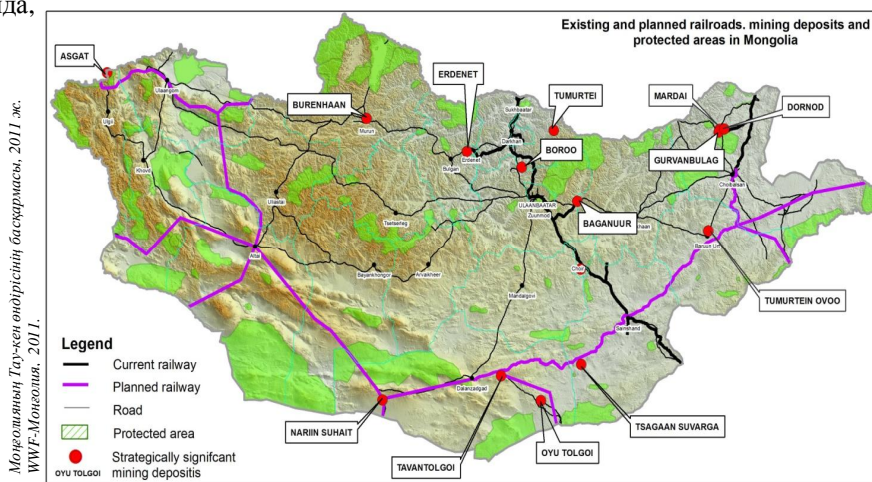 ида,
Existing and planned railroads. mining deposits and
protected areas in Mongolia
ASGAT
ERDENET
BURENHAAN
TUMURTEI
MARDAI
DORNOD
BOROO
GURVANBULAG
BAGANUUR
TUMURTEIN OVOO
TSAGAAN SUVARGA
OYU TOLGOI
TAVANTOLGOI
NARIIN SUHAIT
Ulaangom
Ulgii
Khovd
Uliastai
Altai
Murun
Bulgan
Erdenet
Darkhan
Sukhbaatar
ULAANBAATAR
Zuunmod
Tsetserleg
Bayankhongor
Arvaikheer
Mandalgovi
Choir
Sainshand
Dalanzadgad
Baruun Urt
Choibalsan
Legend
Current railway
Planned railway
Road
Protected area
Strategically signifcant
mining depositis
OYU TOLGOI
Моңғолияның Тау-кен өндірісінің басқармасы, 2011 ж.
WWF-Монголия, 2011.